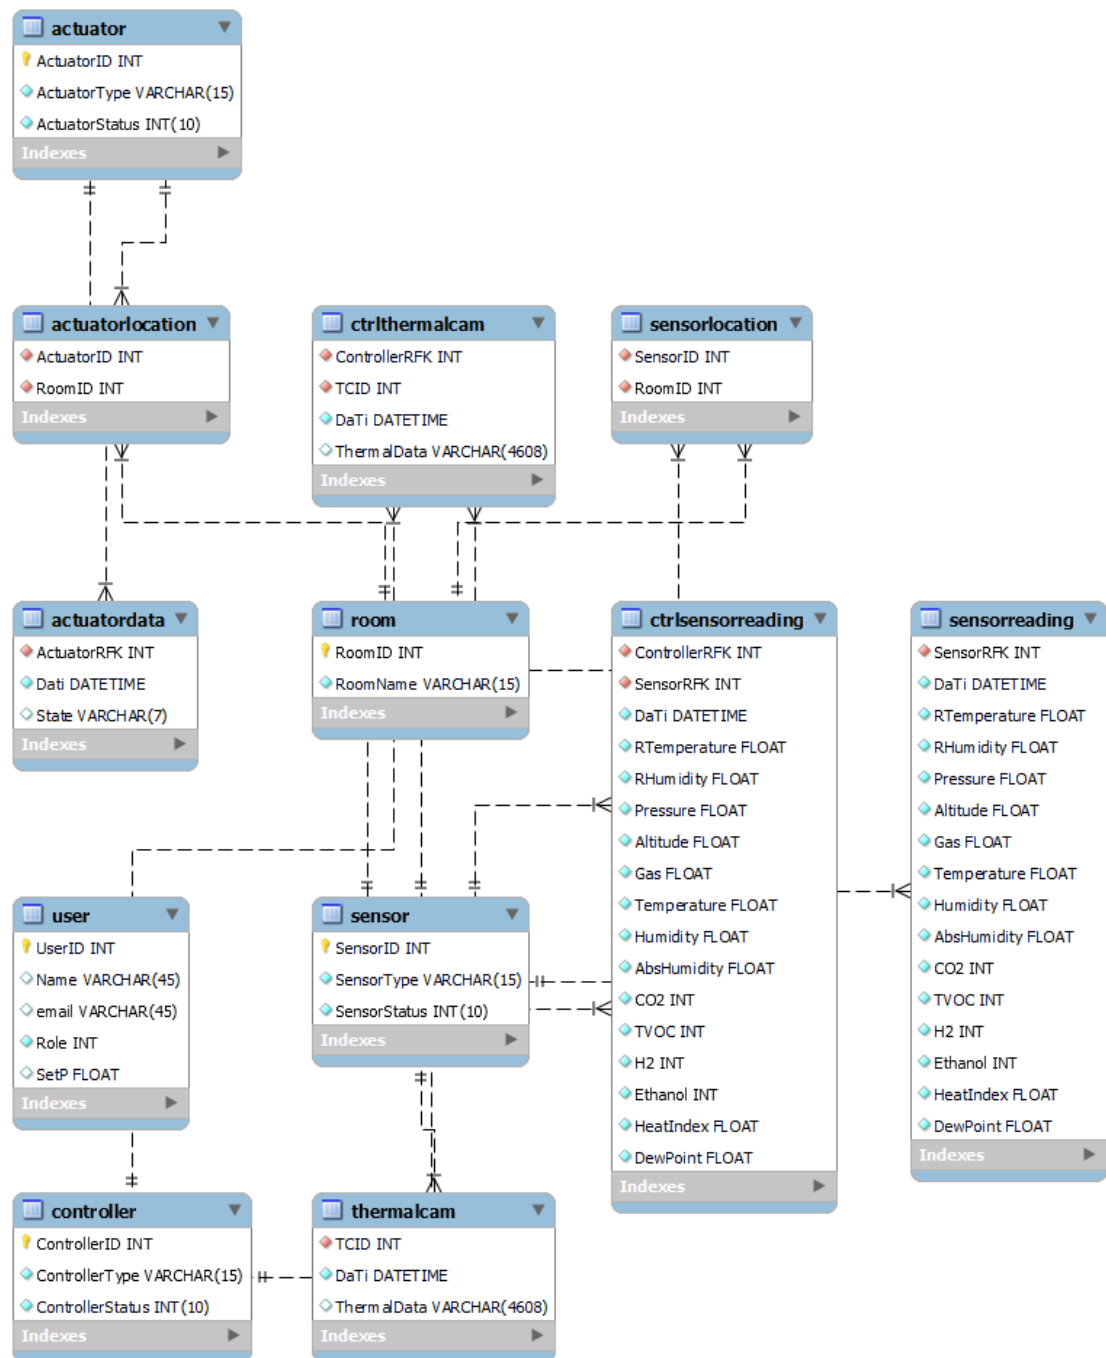 actuator
ActuatorID INT
ActuatorType VARCHAR(15)
ActuatorStatus INT(10)
Indexes
actuatorlocation
ActuatorID INT
RoomID INT
Indexes
ctrlthermalcam
ControllerRFK INT
TCID INT
DaTi DATETIME
ThermalData VARCHAR(4608)
Indexes
sensorlocation
SensorID INT
RoomID INT
Indexes
actuatordata
ActuatorRFK INT
Dati DATETIME
State VARCHAR(7)
Indexes
room
RoomID INT
RoomName VARCHAR(15)
Indexes
ctrlsensorreading
ControllerRFK INT
SensorRFK INT
DaTi DATETIME
RTemperature FLOAT
RHumidity FLOAT
Pressure FLOAT
Altitude FLOAT
Gas FLOAT
Temperature FLOAT
Humidity FLOAT
AbsHumidity FLOAT
CO2 INT
TVOC INT
H2 INT
Ethanol INT
HeatIndex FLOAT
DewPoint FLOAT
Indexes
sensorreading
SensorRFK INT
DaTi DATETIME
RTemperature FLOAT
RHumidity FLOAT
Pressure FLOAT
Altitude FLOAT
Gas FLOAT
Temperature FLOAT
Humidity FLOAT
AbsHumidity FLOAT
CO2 INT
TVOC INT
H2 INT
Ethanol INT
HeatIndex FLOAT
DewPoint FLOAT
Indexes
user
UserID INT
Name VARCHAR(45)
email VARCHAR(45)
Role INT
SetP FLOAT
Indexes
sensor
SensorID INT
SensorType VARCHAR(15)
SensorStatus INT(10)
Indexes
controller
ControllerID INT
ControllerType VARCHAR(15)
ControllerStatus INT(10)
Indexes
thermalcam
TCID INT
DaTi DATETIME
ThermalData VARCHAR(4608)
Indexes